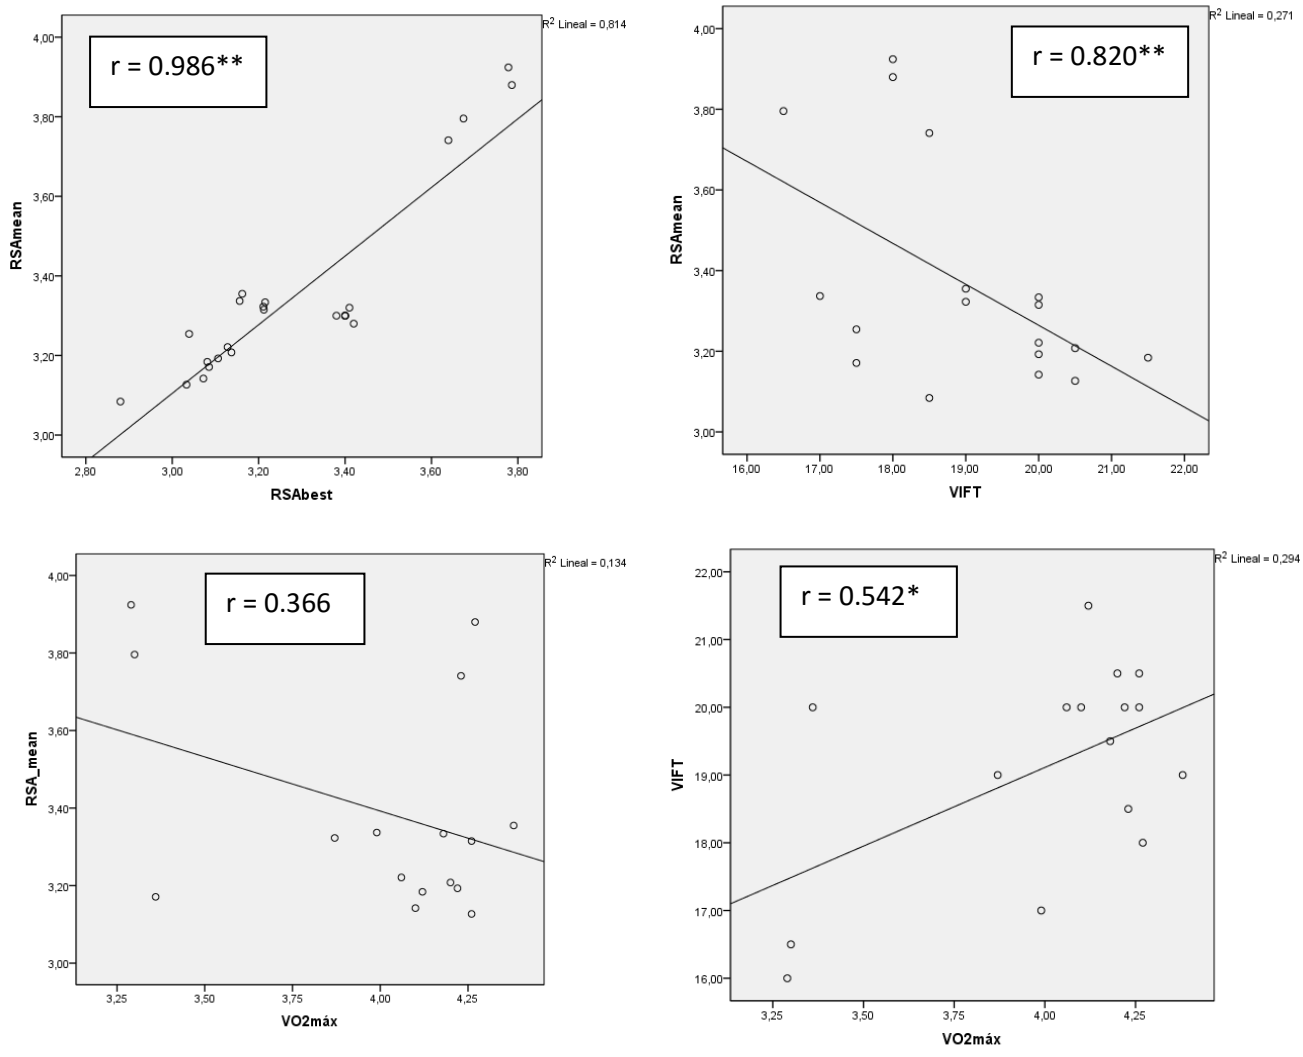 R² Lineal = 0,814
r = 0.986**
4,00
3,80
3,60
3,40
3,20
3,00
RSAmean
2,80 3,00 3,20 3,40 3,60 3,80
RSAbest
R² Lineal = 0,271
r = 0.820**
4,00
3,80
3,60
3,40
3,20
3,00
RSAmean
16,00 17,00 18,00 19,00 20,00 21,00 22,00
VIFT
R² Lineal = 0,134
r = 0.366
4,00
3,80
3,60
3,40
3,20
3,00
RSA_mean
3,25 3,50 3,75 4,00 4,25
VO2máx
R² Lineal = 0,294
r = 0.542*
22,00
21,00
20,00
19,00
18,00
17,00
16,00
VIFT
3,25 3,50 3,75 4,00 4,25
VO2máx